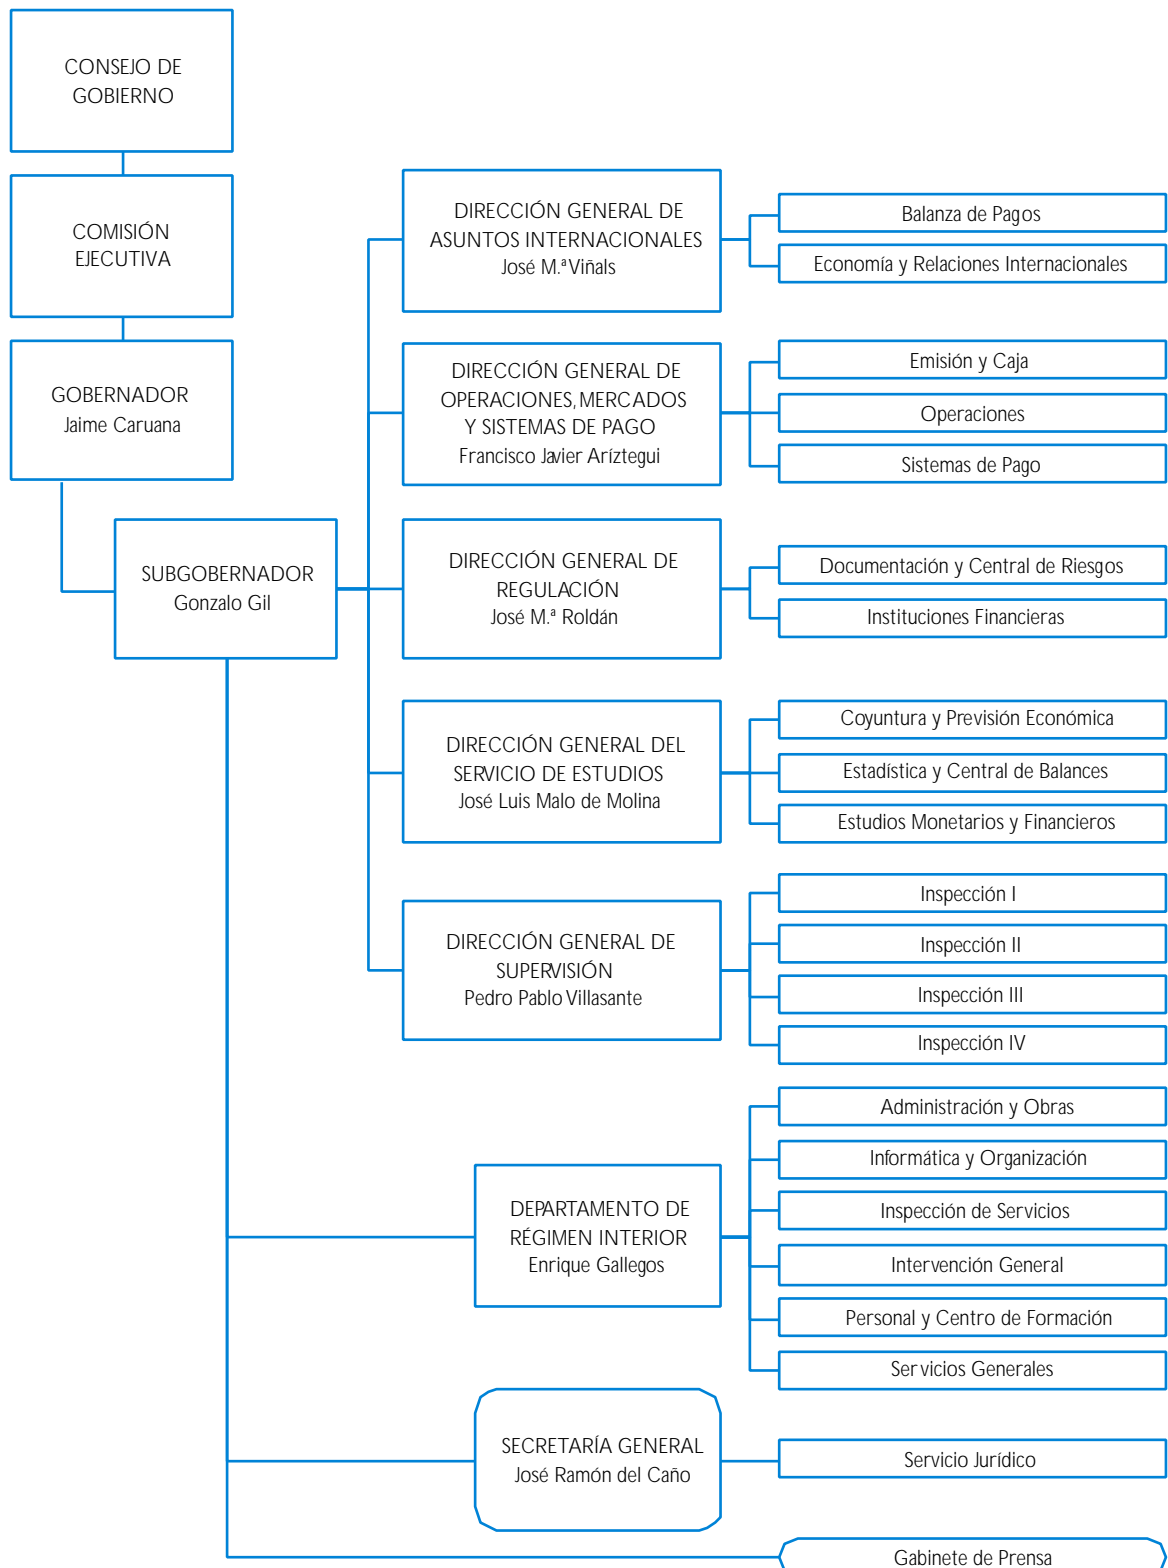 CONSEJO DE
GOBIERNO
COMISIÓN
EJECUTIVA
GOBERNADOR
Jaime Caruana
SUBGOBERNADOR
Gonzalo Gil
DIRECCIÓN GENERAL DE
ASUNTOS INTERNACIONALES
José M.ª Viñals
Balanza de Pagos
Economía y Relaciones Internacionales
DIRECCIÓN GENERAL DE
OPERACIONES, MERCADOS
Y SISTEMAS DE PAGO
Francisco Javier Aríztegui
Emisión y Caja
Operaciones
Sistemas de Pago
DIRECCIÓN GENERAL DE
REGULACIÓN
José M.ª Roldán
Documentación y Central de Riesgos
Instituciones Financieras
DIRECCIÓN GENERAL DEL
SERVICIO DE ESTUDIOS
José Luis Malo de Molina
Coyuntura y Previsión Económica
Estadística y Central de Balances
Estudios Monetarios y Financieros
DIRECCIÓN GENERAL DE
SUPERVISIÓN
Pedro Pablo Villasante
Inspección I
Inspección II
Inspección III
Inspección IV
DEPARTAMENTO DE
RÉGIMEN INTERIOR
Enrique Gallegos
Administración y Obras
Informática y Organización
Inspección de Servicios
Intervención General
Personal y Centro de Formación
Servicios Generales
SECRETARÍA GENERAL
José Ramón del Caño
Servicio Jurídico
Gabinete de Prensa